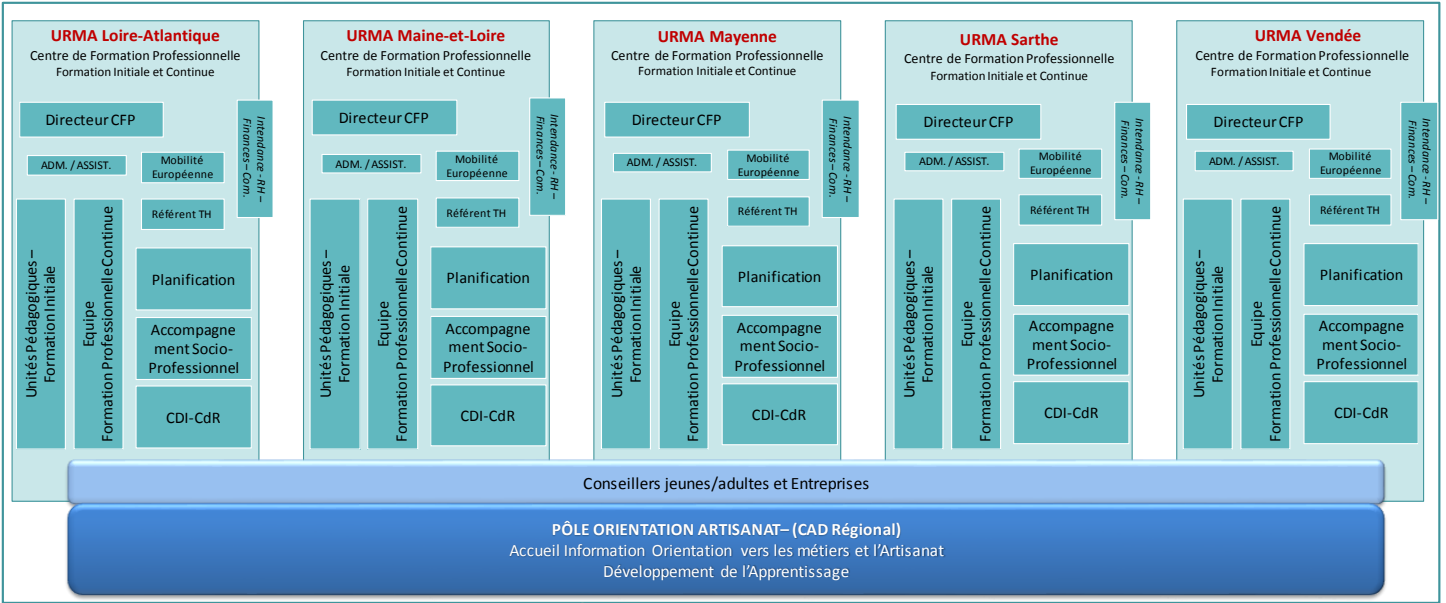 URMA Loire-Atlantique
Centre de Formation Professionnelle
Formation Initiale et Continue
Directeur CFP
Intendance - RH –
Finances – Com.
ADM. / ASSIST.
Mobilité
Européenne
Référent TH
Unités Pédagogiques –
Formation Initiale
Equipe
Formation Professionnelle Continue
Planification
Accompagne
ment Socio-
Professionnel
CDI-CdR
URMA Maine-et-Loire
Centre de Formation Professionnelle
Formation Initiale et Continue
Directeur CFP
Intendance - RH –
Finances – Com.
ADM. / ASSIST.
Mobilité
Européenne
Référent TH
Unités Pédagogiques –
Formation Initiale
Equipe
Formation Professionnelle Continue
Planification
Accompagne
ment Socio-
Professionnel
CDI-CdR
URMA Mayenne
Centre de Formation Professionnelle
Formation Initiale et Continue
Directeur CFP
Intendance - RH –
Finances – Com.
ADM. / ASSIST.
Mobilité
Européenne
Référent TH
Unités Pédagogiques –
Formation Initiale
Equipe
Formation Professionnelle Continue
Planification
Accompagne
ment Socio-
Professionnel
CDI-CdR
URMA Sarthe
Centre de Formation Professionnelle
Formation Initiale et Continue
Directeur CFP
Intendance - RH –
Finances – Com.
ADM. / ASSIST.
Mobilité
Européenne
Référent TH
Unités Pédagogiques –
Formation Initiale
Equipe
Formation Professionnelle Continue
Planification
Accompagne
ment Socio-
Professionnel
CDI-CdR
URMA Vendée
Centre de Formation Professionnelle
Formation Initiale et Continue
Directeur CFP
Intendance - RH –
Finances – Com.
ADM. / ASSIST.
Mobilité
Européenne
Référent TH
Unités Pédagogiques –
Formation Initiale
Equipe
Formation Professionnelle Continue
Planification
Accompagne
ment Socio-
Professionnel
CDI-CdR
Conseillers jeunes/adultes et Entreprises
PÔLE ORIENTATION ARTISANAT– (CAD Régional)
Accueil Information Orientation vers les métiers et l'Artisanat
Développement de l'Apprentissage